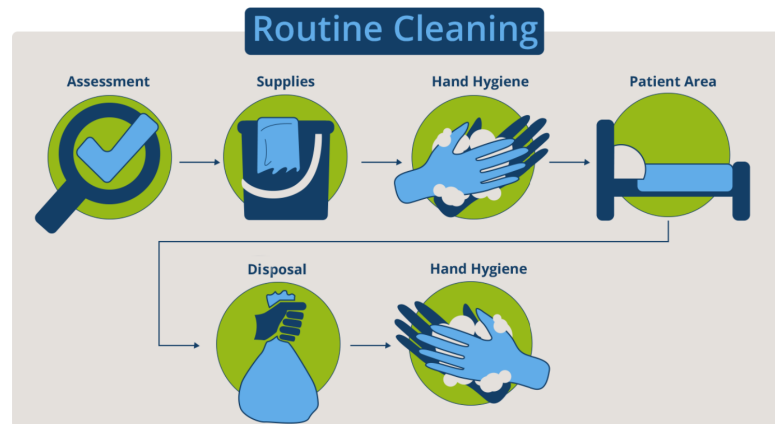 Routine Cleaning
Assessment
Supplies
Hand Hygiene
Patient Area
Disposal
Hand Hygiene